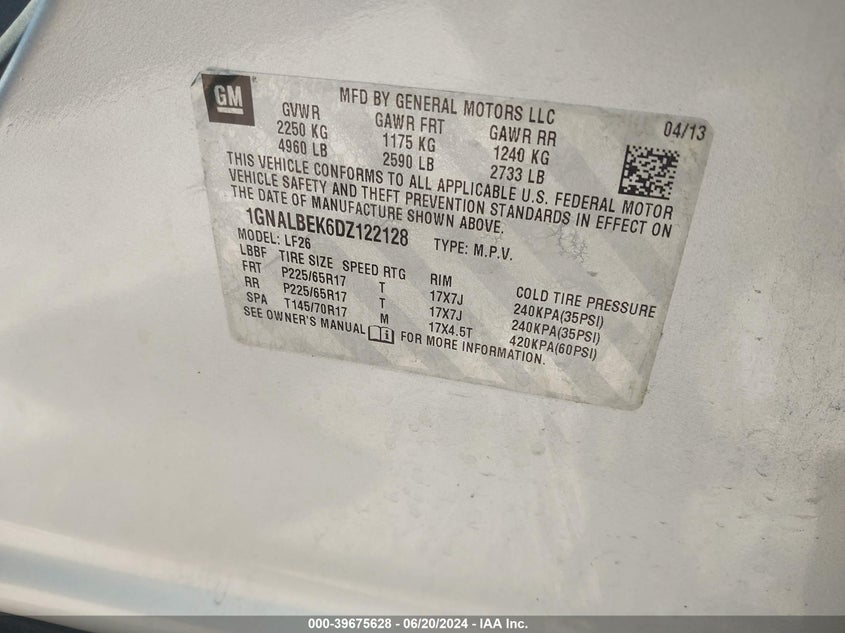 GM
MFD BY GENERAL MOTORS LLC
04/13
GVWR GAWR FRT GAWR RR
2250 KG 1175 KG 1240 KG
4960 LB 2590 LB 2733 LB
THIS VEHICLE CONFORMS TO ALL APPLICABLE U.S. FEDERAL MOTOR
VEHICLE SAFETY AND THEFT PREVENTION STANDARDS IN EFFECT ON
THE DATE OF MANUFACTURE SHOWN ABOVE.
1GNALBEK6DZ122128 TYPE: M.P.V.
MODEL: LF26
LBBF TIRE SIZE SPEED RTG RIM COLD TIRE PRESSURE
FRT P225/65R17 T 17X7J 240KPA(35PSI)
RR P225/65R17 T 17X7J 240KPA(35PSI)
SPA T145/70R17 M 17X4.5T 420KPA(60PSI)
SEE OWNER'S MANUAL FOR MORE INFORMATION.
000-39675628 - 06/20/2024 - IAA Inc.